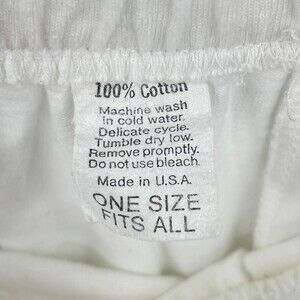 100% Cotton
Machine wash
in cold water.
Delicate cycle.
Tumble dry low.
Remove promptly.
Do not use bleach.
Made in U.S.A.
ONE SIZE
FITS ALL